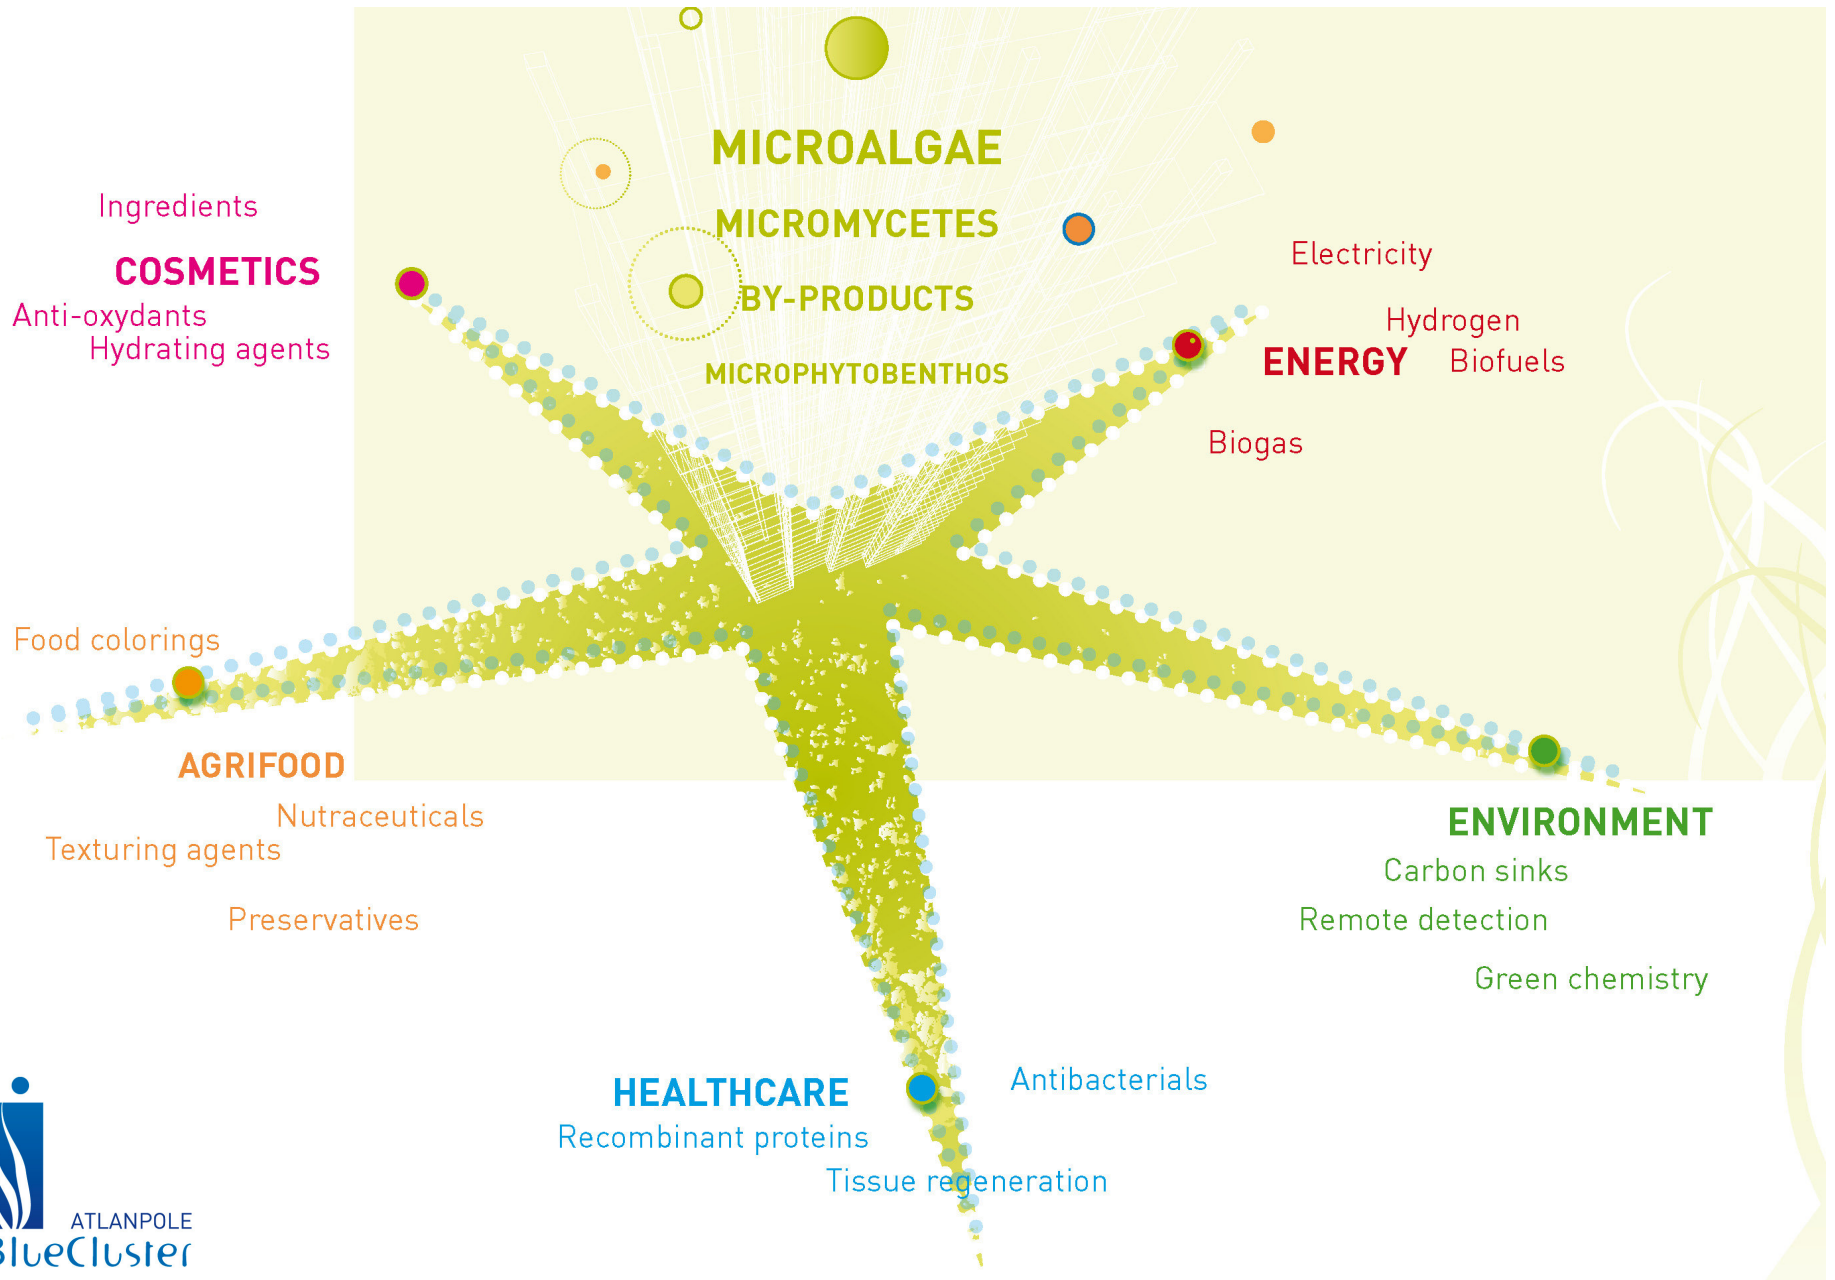 MICROALGAE
MICROMYCETES
BY-PRODUCTS
MICROPHYTOBENTHOS
Ingredients
COSMETICS
Anti-oxydants
Hydrating agents
Electricity
Hydrogen
ENERGY
Biofuels
Biogas
Food colorings
AGRIFOOD
Nutraceuticals
Texturing agents
Preservatives
ENVIRONMENT
Carbon sinks
Remote detection
Green chemistry
HEALTHCARE
Antibacterials
Recombinant proteins
Tissue regeneration
ATLANPOLE
BlueCluster